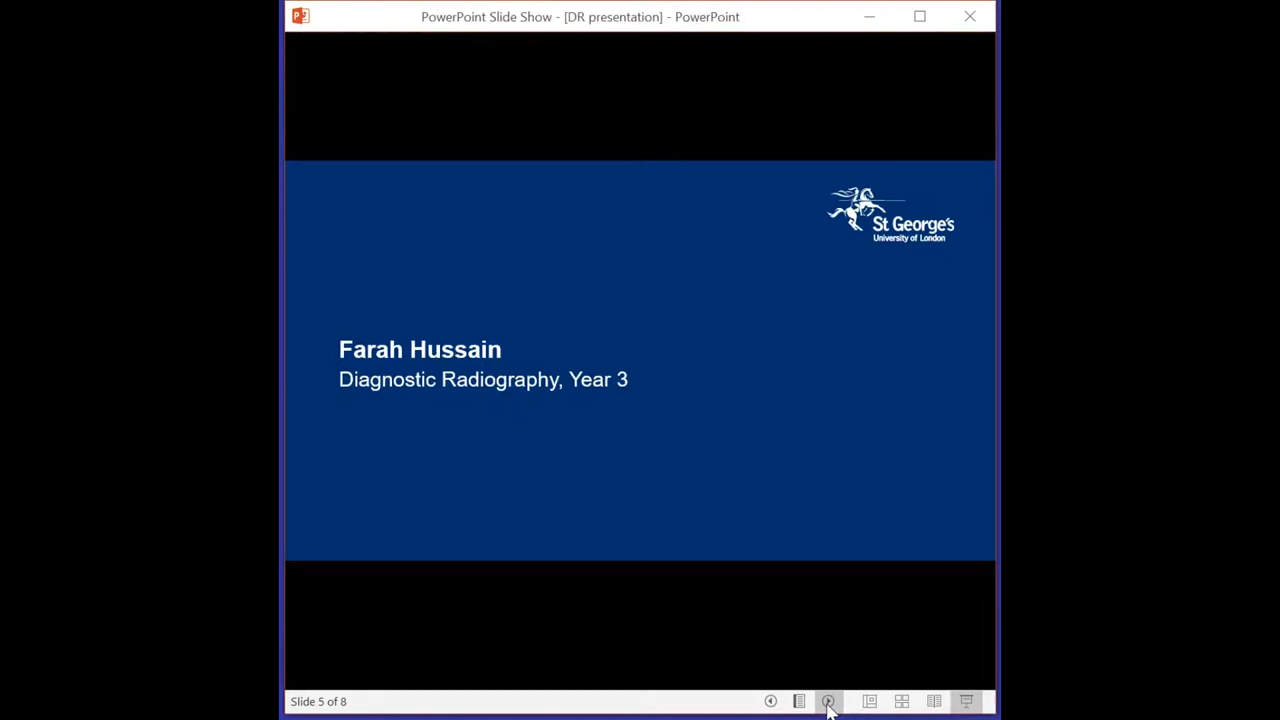 PowerPoint Slide Show - [DR presentation] - PowerPoint
St George's
University of London
Farah Hussain
Diagnostic Radiography, Year 3
Slide 5 of 8